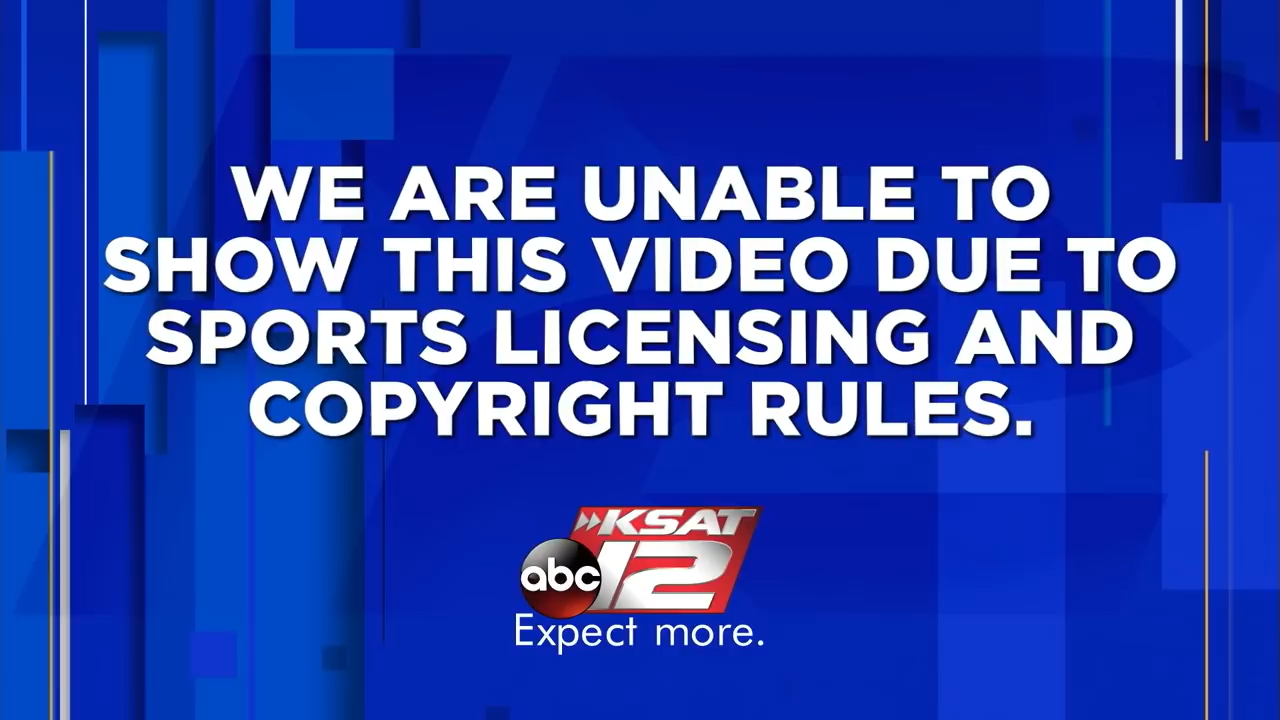 WE ARE UNABLE TO
SHOW THIS VIDEO DUE TO
SPORTS LICENSING AND
COPYRIGHT RULES.
KSAT
abc 12
Expect more.